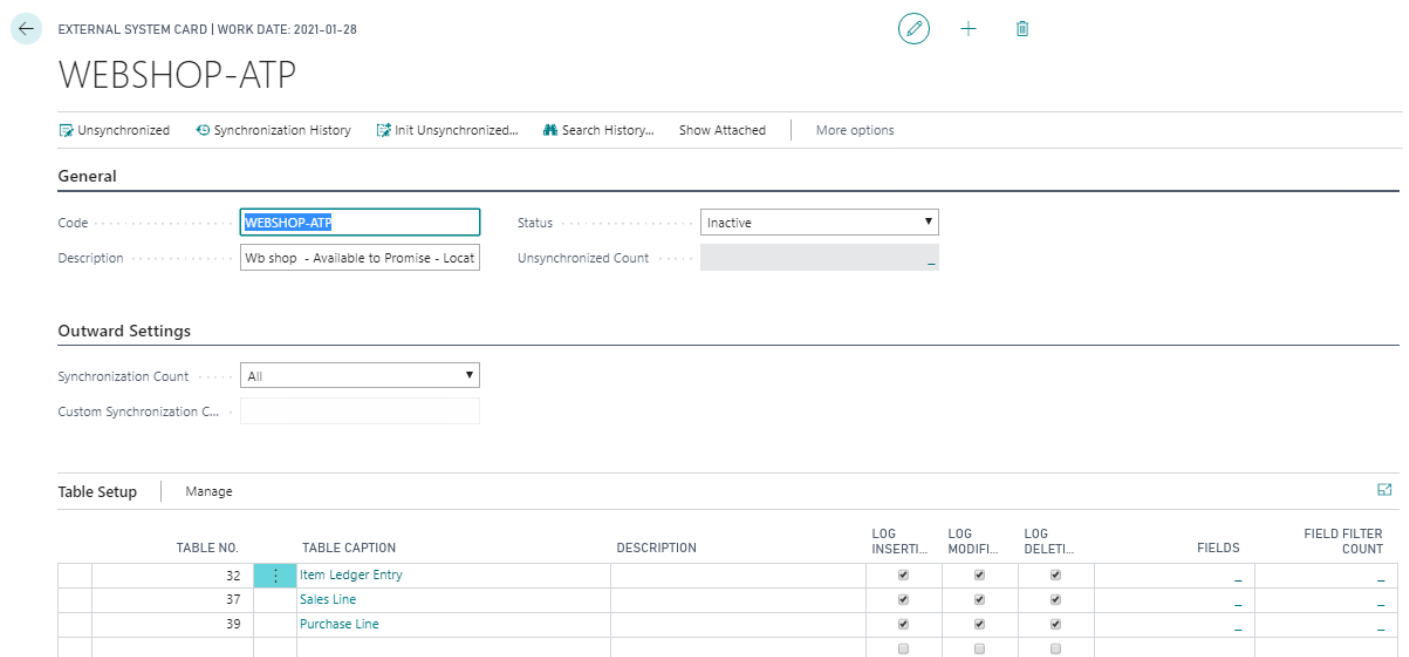 EXTERNAL SYSTEM CARD | WORK DATE: 2021-01-28
WEBSHOP-ATP
Unsynchronized Synchronization History Init Unsynchronized... Search History... Show Attached More options
General
Code WEBSHOP-ATP Status Inactive
Description Wb shop - Available to Promise - Locat Unsynchronized Count _
Outward Settings
Synchronization Count All
Custom Synchronization C...
Table Setup Manage
TABLE NO. TABLE CAPTION DESCRIPTION LOG INSERTI... LOG MODIFI... LOG DELETI... FIELDS FIELD FILTER COUNT
32 Item Ledger Entry _ _
37 Sales Line _ _
39 Purchase Line _ _